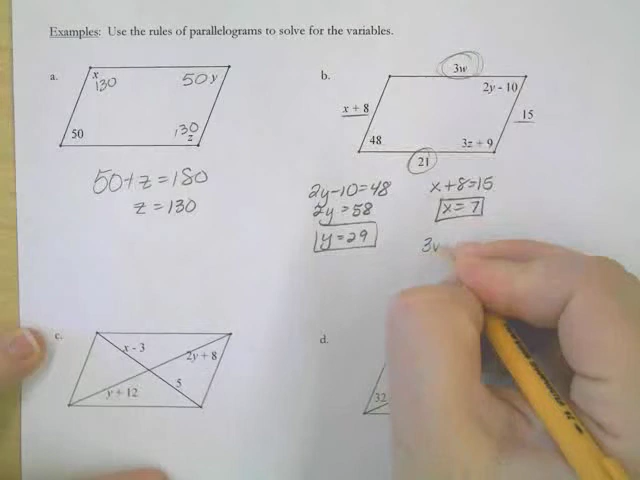 Examples: Use the rules of parallelograms to solve for the variables.
a.
x
130
50 y
50
130
z
50+z=180
z=130
b.
3w
2y - 10
x + 8
15
48
3z + 9
21
2y-10=48
2y=58
y=29
x+8=15
x=7
3w
c.
x - 3
2y + 8
5
y + 12
d.
32